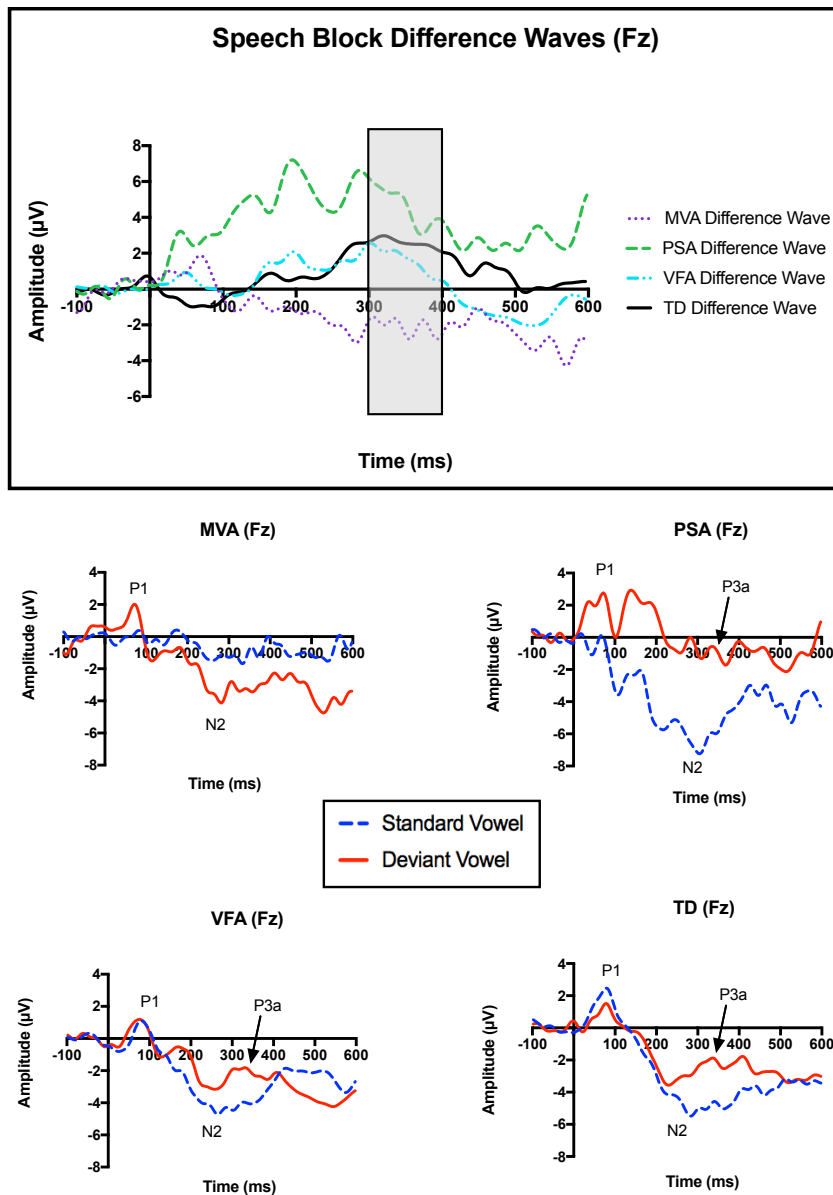 Speech Block Difference Waves (Fz)
8
6
4
2
0
-2
-4
-6
-100 100 200 300 400 500 600
Amplitude (µV)
Time (ms)
MVA Difference Wave
PSA Difference Wave
VFA Difference Wave
TD Difference Wave
MVA (Fz)
4
2
0
-2
-4
-6
-8
-100 100 200 300 400 500 600
Amplitude (µV)
P1
N2
Time (ms)
PSA (Fz)
4
2
0
-2
-4
-6
-8
-100 100 200 300 400 500 600
Amplitude (µV)
P1
P3a
N2
Time (ms)
Standard Vowel
Deviant Vowel
VFA (Fz)
4
2
0
-2
-4
-6
-8
-100 100 200 300 400 500 600
Amplitude (µV)
P1
P3a
N2
Time (ms)
TD (Fz)
4
2
0
-2
-4
-6
-8
-100 100 200 300 400 500 600
Amplitude (µV)
P1
P3a
N2
Time (ms)